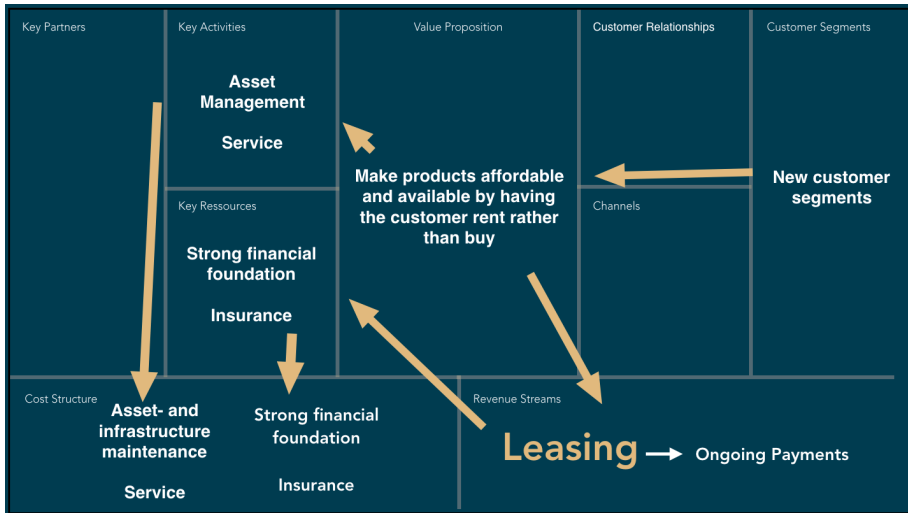 Key Partners
Key Activities
Value Proposition
Customer Relationships
Customer Segments
Asset
Management
Service
Make products affordable
and available by having
the customer rent rather
than buy
New customer
segments
Key Ressources
Channels
Strong financial
foundation
Insurance
Cost Structure
Asset- and
infrastructure
maintenance
Service
Strong financial
foundation
Insurance
Revenue Streams
Leasing
Ongoing Payments